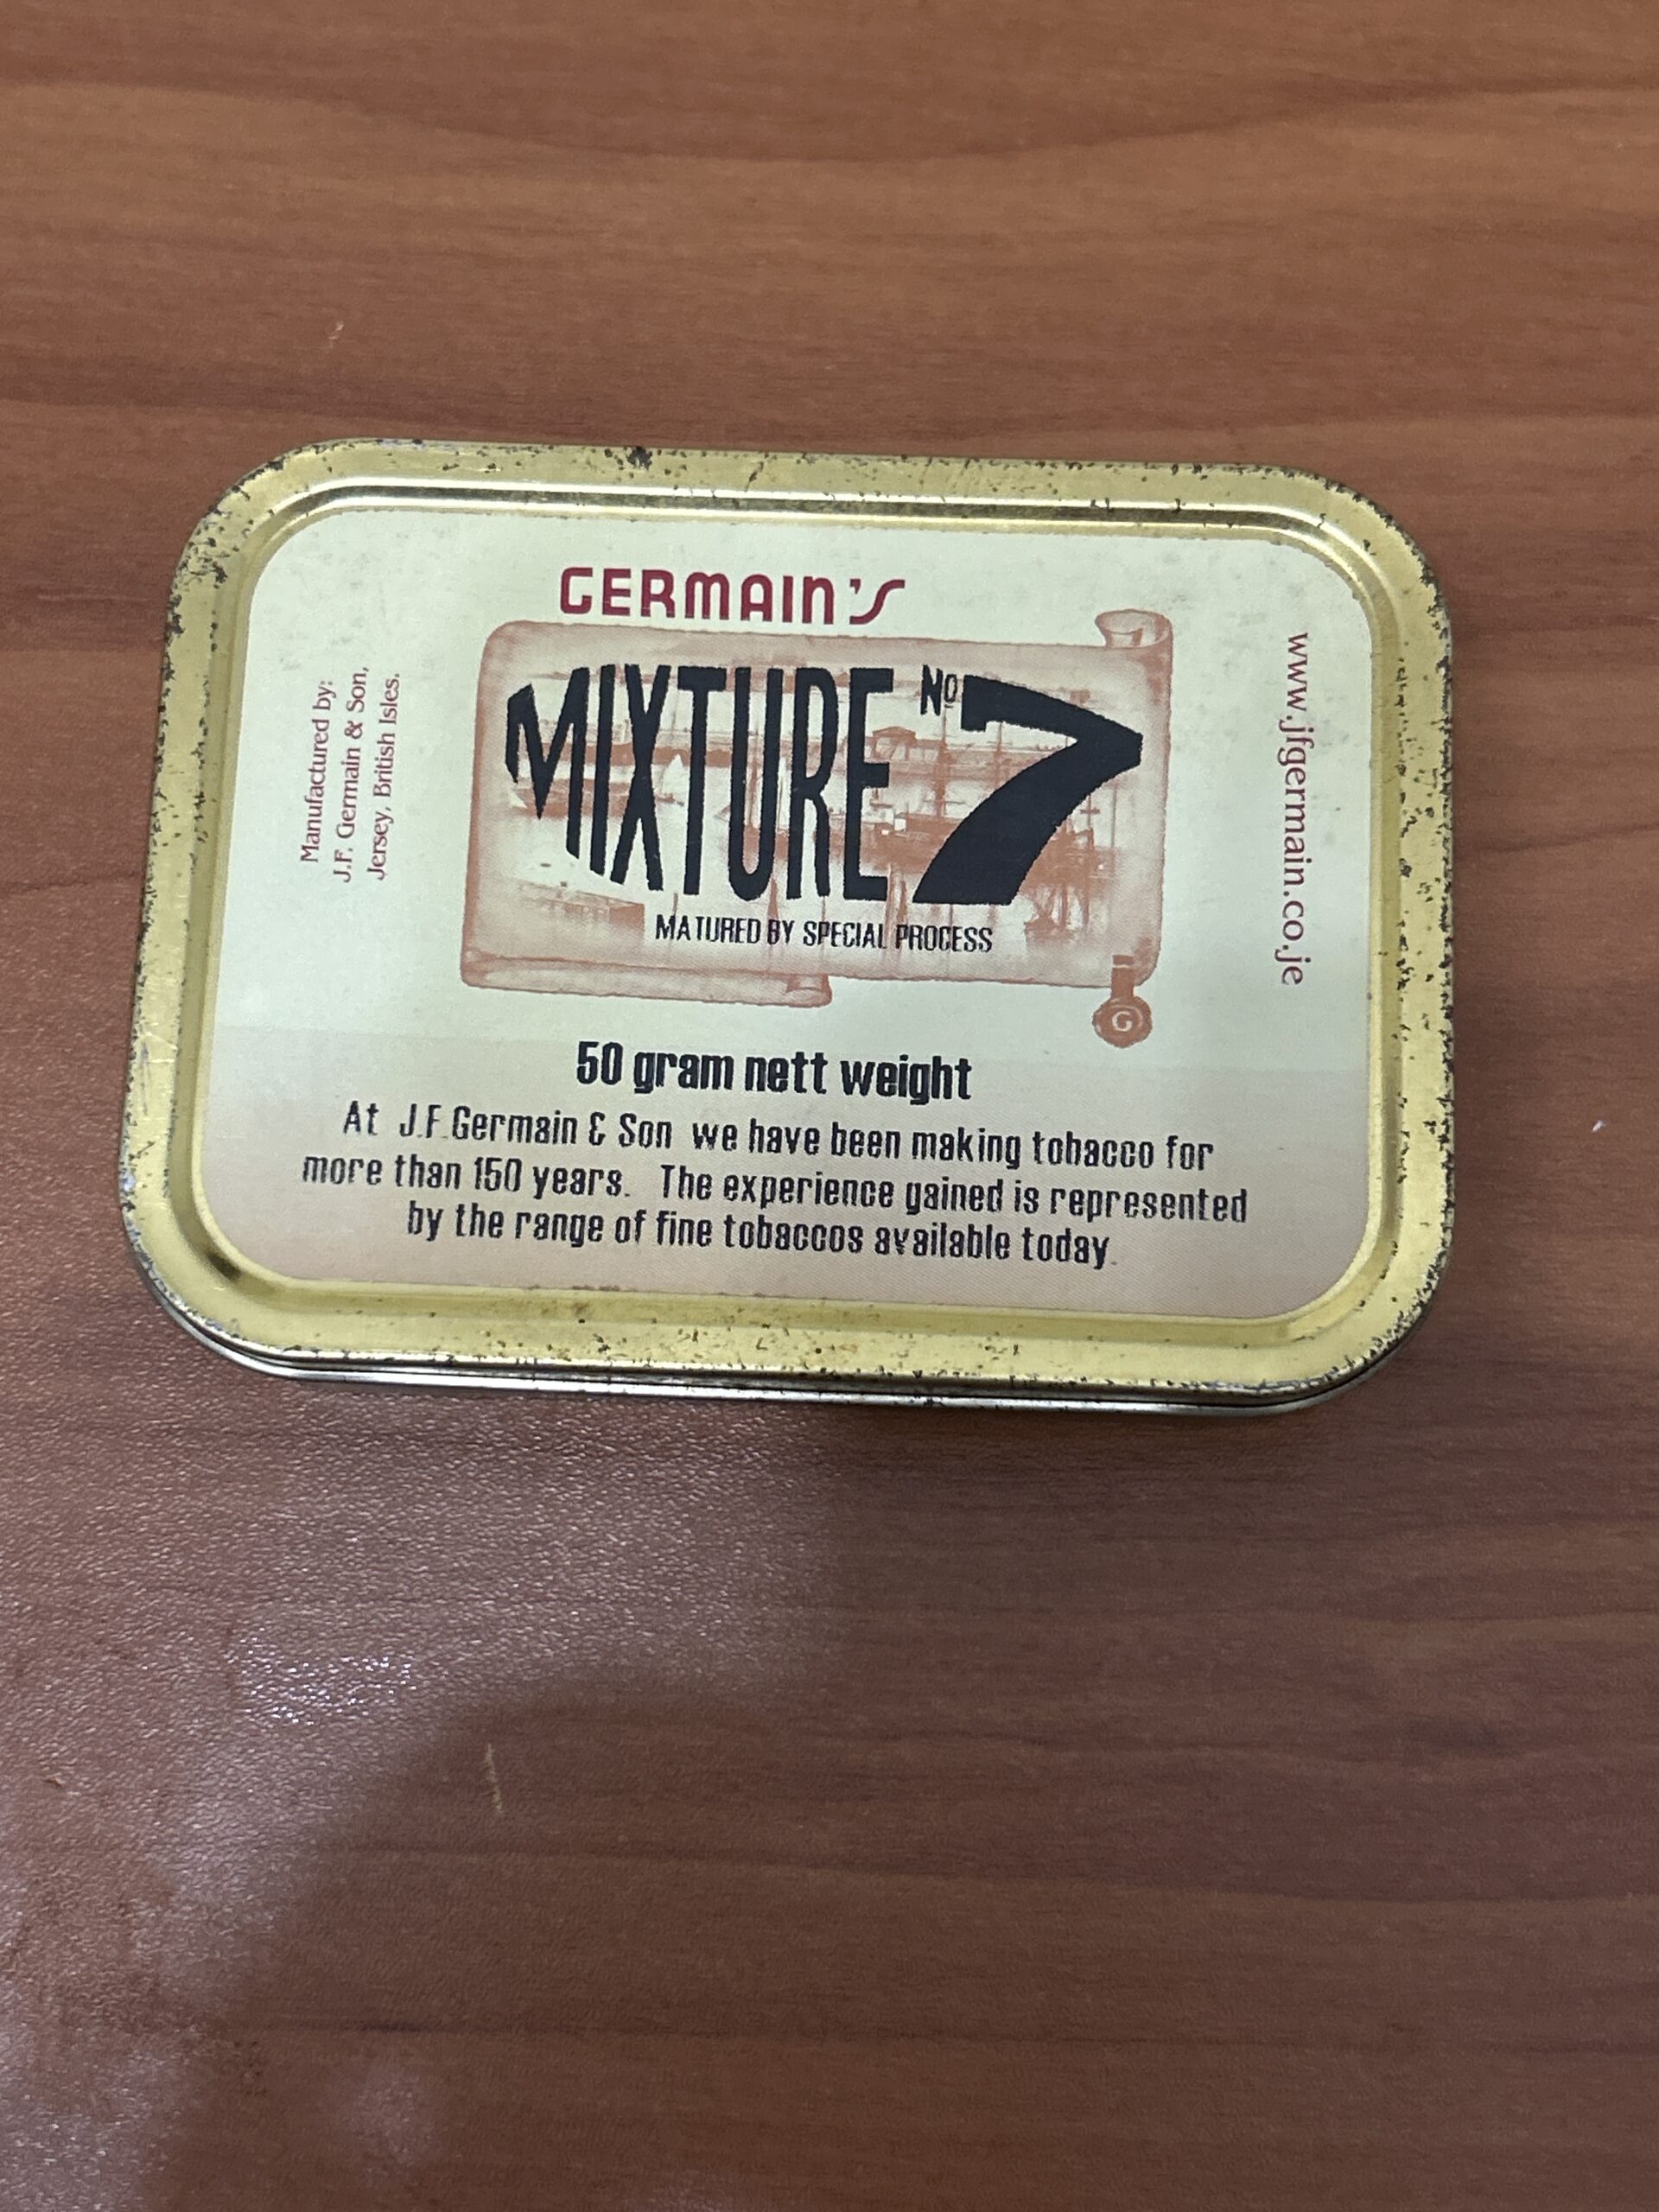 GERMAIN'S
MIXTURE No 7
MATURED BY SPECIAL PROCESS
G
Manufactured by:
J.F. Germain & Son,
Jersey, British Isles.
www.jfgermain.co.je
50 gram nett weight
At J.F.Germain & Son we have been making tobacco for
more than 150 years. The experience gained is represented
by the range of fine tobaccos available today.